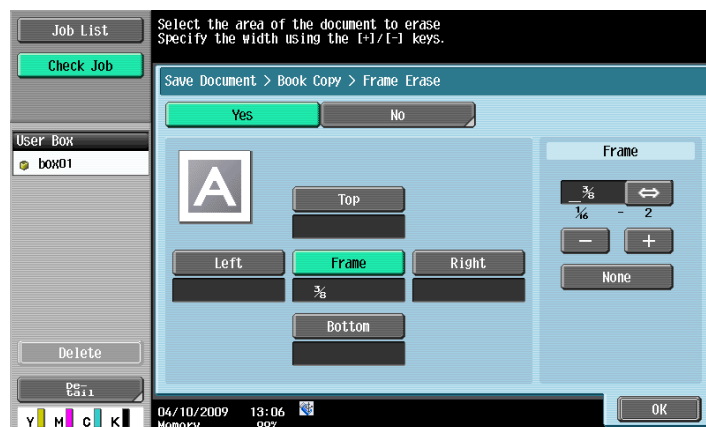 Job List
Check Job
Select the area of the document to erase
Specify the width using the [+]/[-] keys.
Save Document > Book Copy > Frame Erase
Yes
No
User Box
box01
A
Top
Left
Frame
3/8
Right
Bottom
Frame
3/8
1/16 - 2
−
+
None
Delete
De-
tail
Y M C K
04/10/2009 13:06
Memory 99%
OK